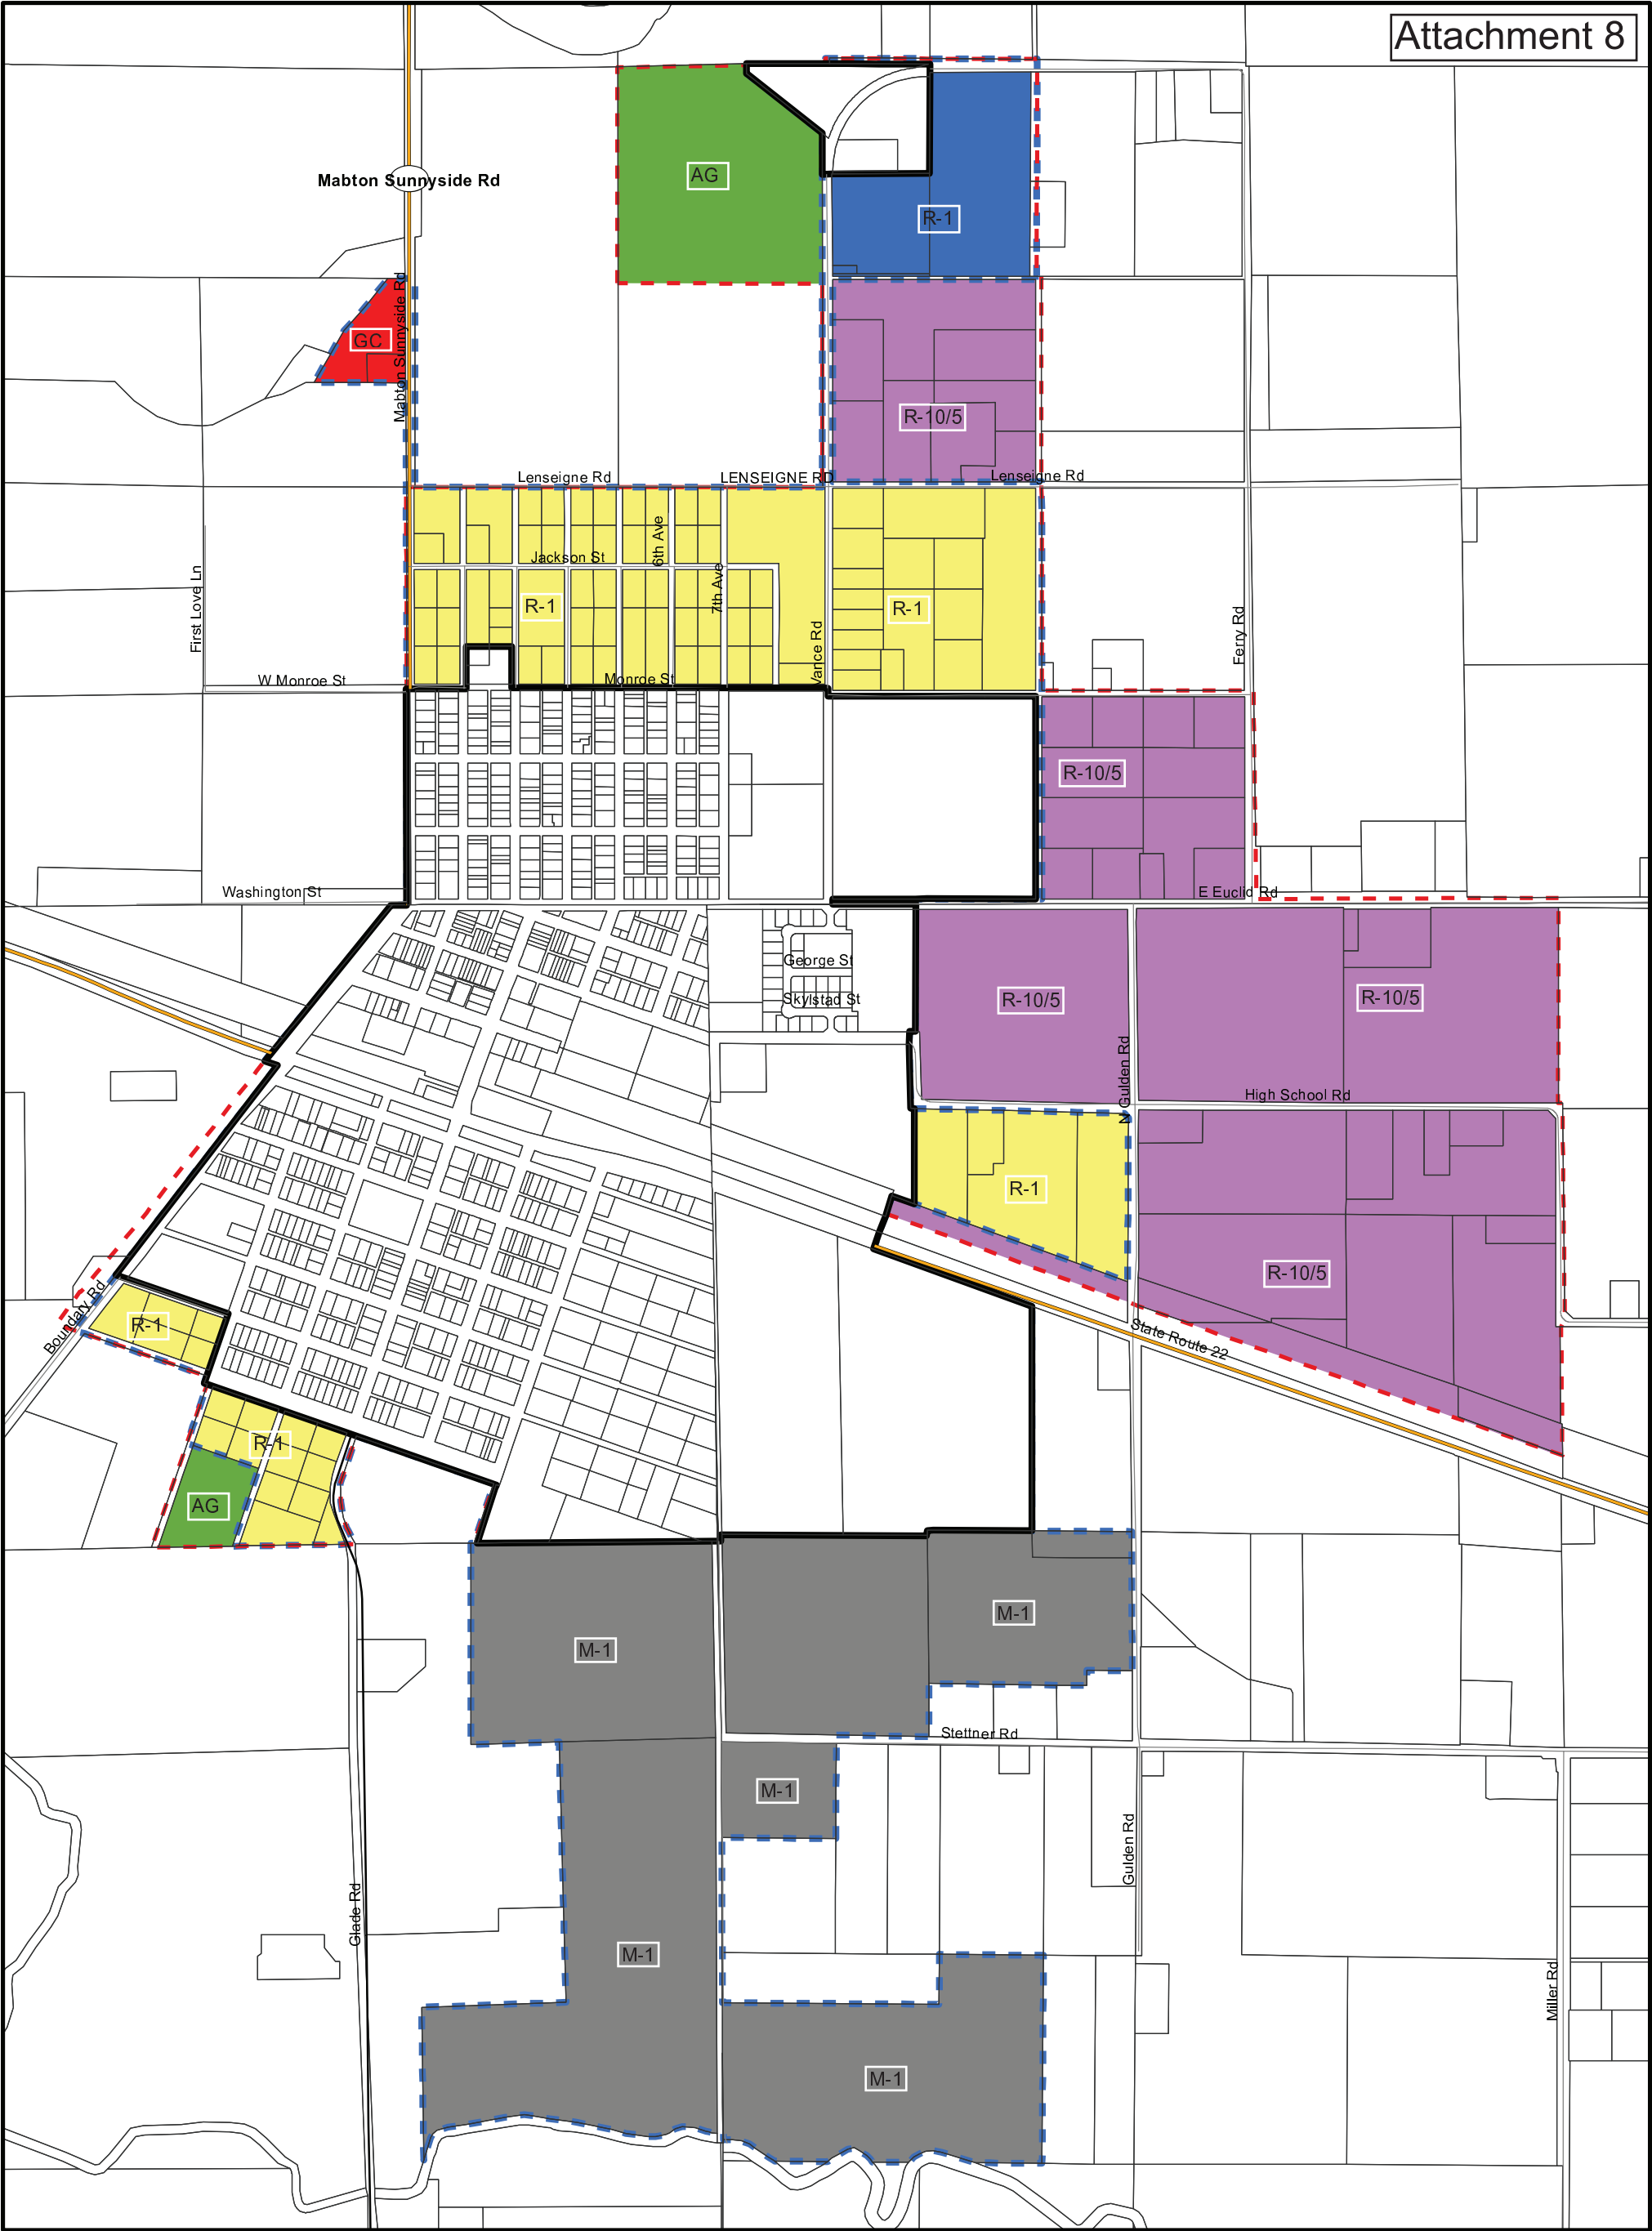 Attachment 8
AG
Mabton Sunnyside Rd
R-1
Mabton Sunnyside Rd
GC
R-10/5
Lenseigne Rd
LENSEIGNE RD
Lenseigne Rd
6th Ave
Jackson St
7th Ave
First Love Ln
R-1
R-1
Vance Rd
Ferry Rd
W Monroe St
Monroe St
R-10/5
Washington St
E Euclid Rd
George St
Skylstad St
R-10/5
R-10/5
N Gulden Rd
High School Rd
R-1
R-10/5
Boundary Rd
R-1
State Route 22
R-1
AG
M-1
M-1
Stettner Rd
M-1
Gulden Rd
Glade Rd
M-1
Miller Rd
M-1